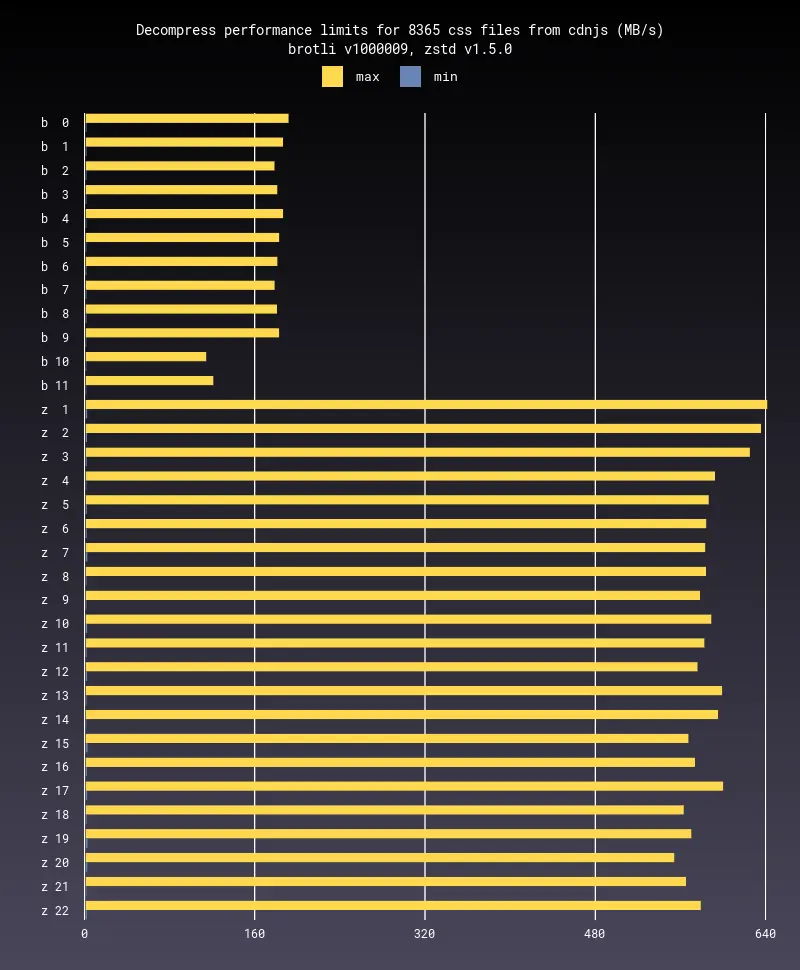 Decompress performance limits for 8365 css files from cdnjs (MB/s)
brotli v1000009, zstd v1.5.0
max min
b 0
b 1
b 2
b 3
b 4
b 5
b 6
b 7
b 8
b 9
b 10
b 11
z 1
z 2
z 3
z 4
z 5
z 6
z 7
z 8
z 9
z 10
z 11
z 12
z 13
z 14
z 15
z 16
z 17
z 18
z 19
z 20
z 21
z 22
0 160 320 480 640